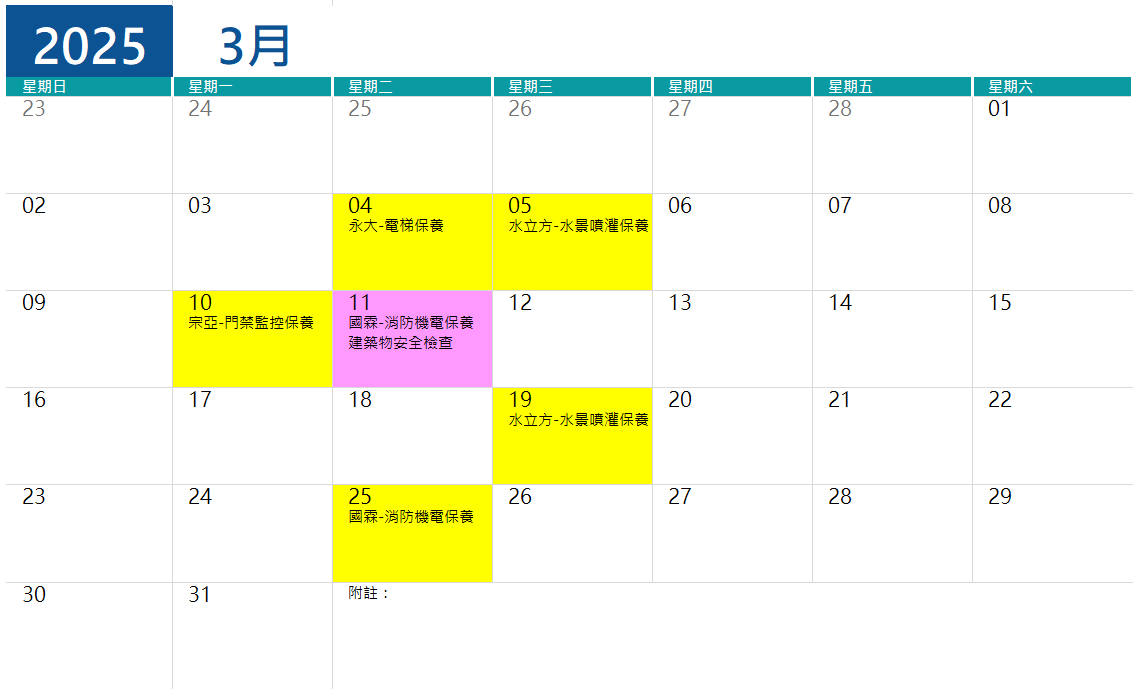 2025 3月
星期日 星期一 星期二 星期三 星期四 星期五 星期六
23 24 25 26 27 28 01
02 03 04 05 06 07 08
永大-電梯保養 水立方-水景噴灌保養
09 10 11 12 13 14 15
宗亞-門禁監控保養 國霖-消防機電保養
建築物安全檢查
16 17 18 19 20 21 22
水立方-水景噴灌保養
23 24 25 26 27 28 29
國霖-消防機電保養
30 31 附註：